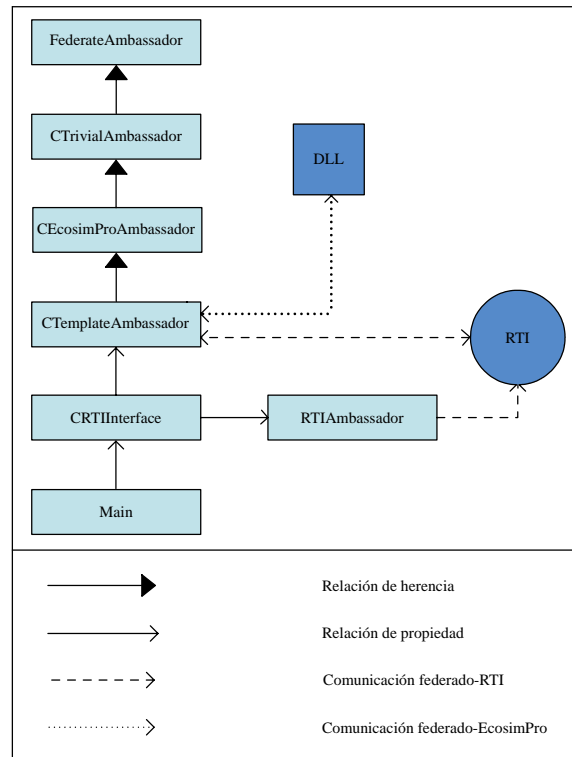 FederateAmbassador
CTrivialAmbassador
DLL
CEcosimProAmbassador
CTemplateAmbassador
RTI
CRTIInterface
RTIAmbassador
Main
Relación de herencia
Relación de propiedad
Comunicación federado-RTI
Comunicación federado-EcosimPro